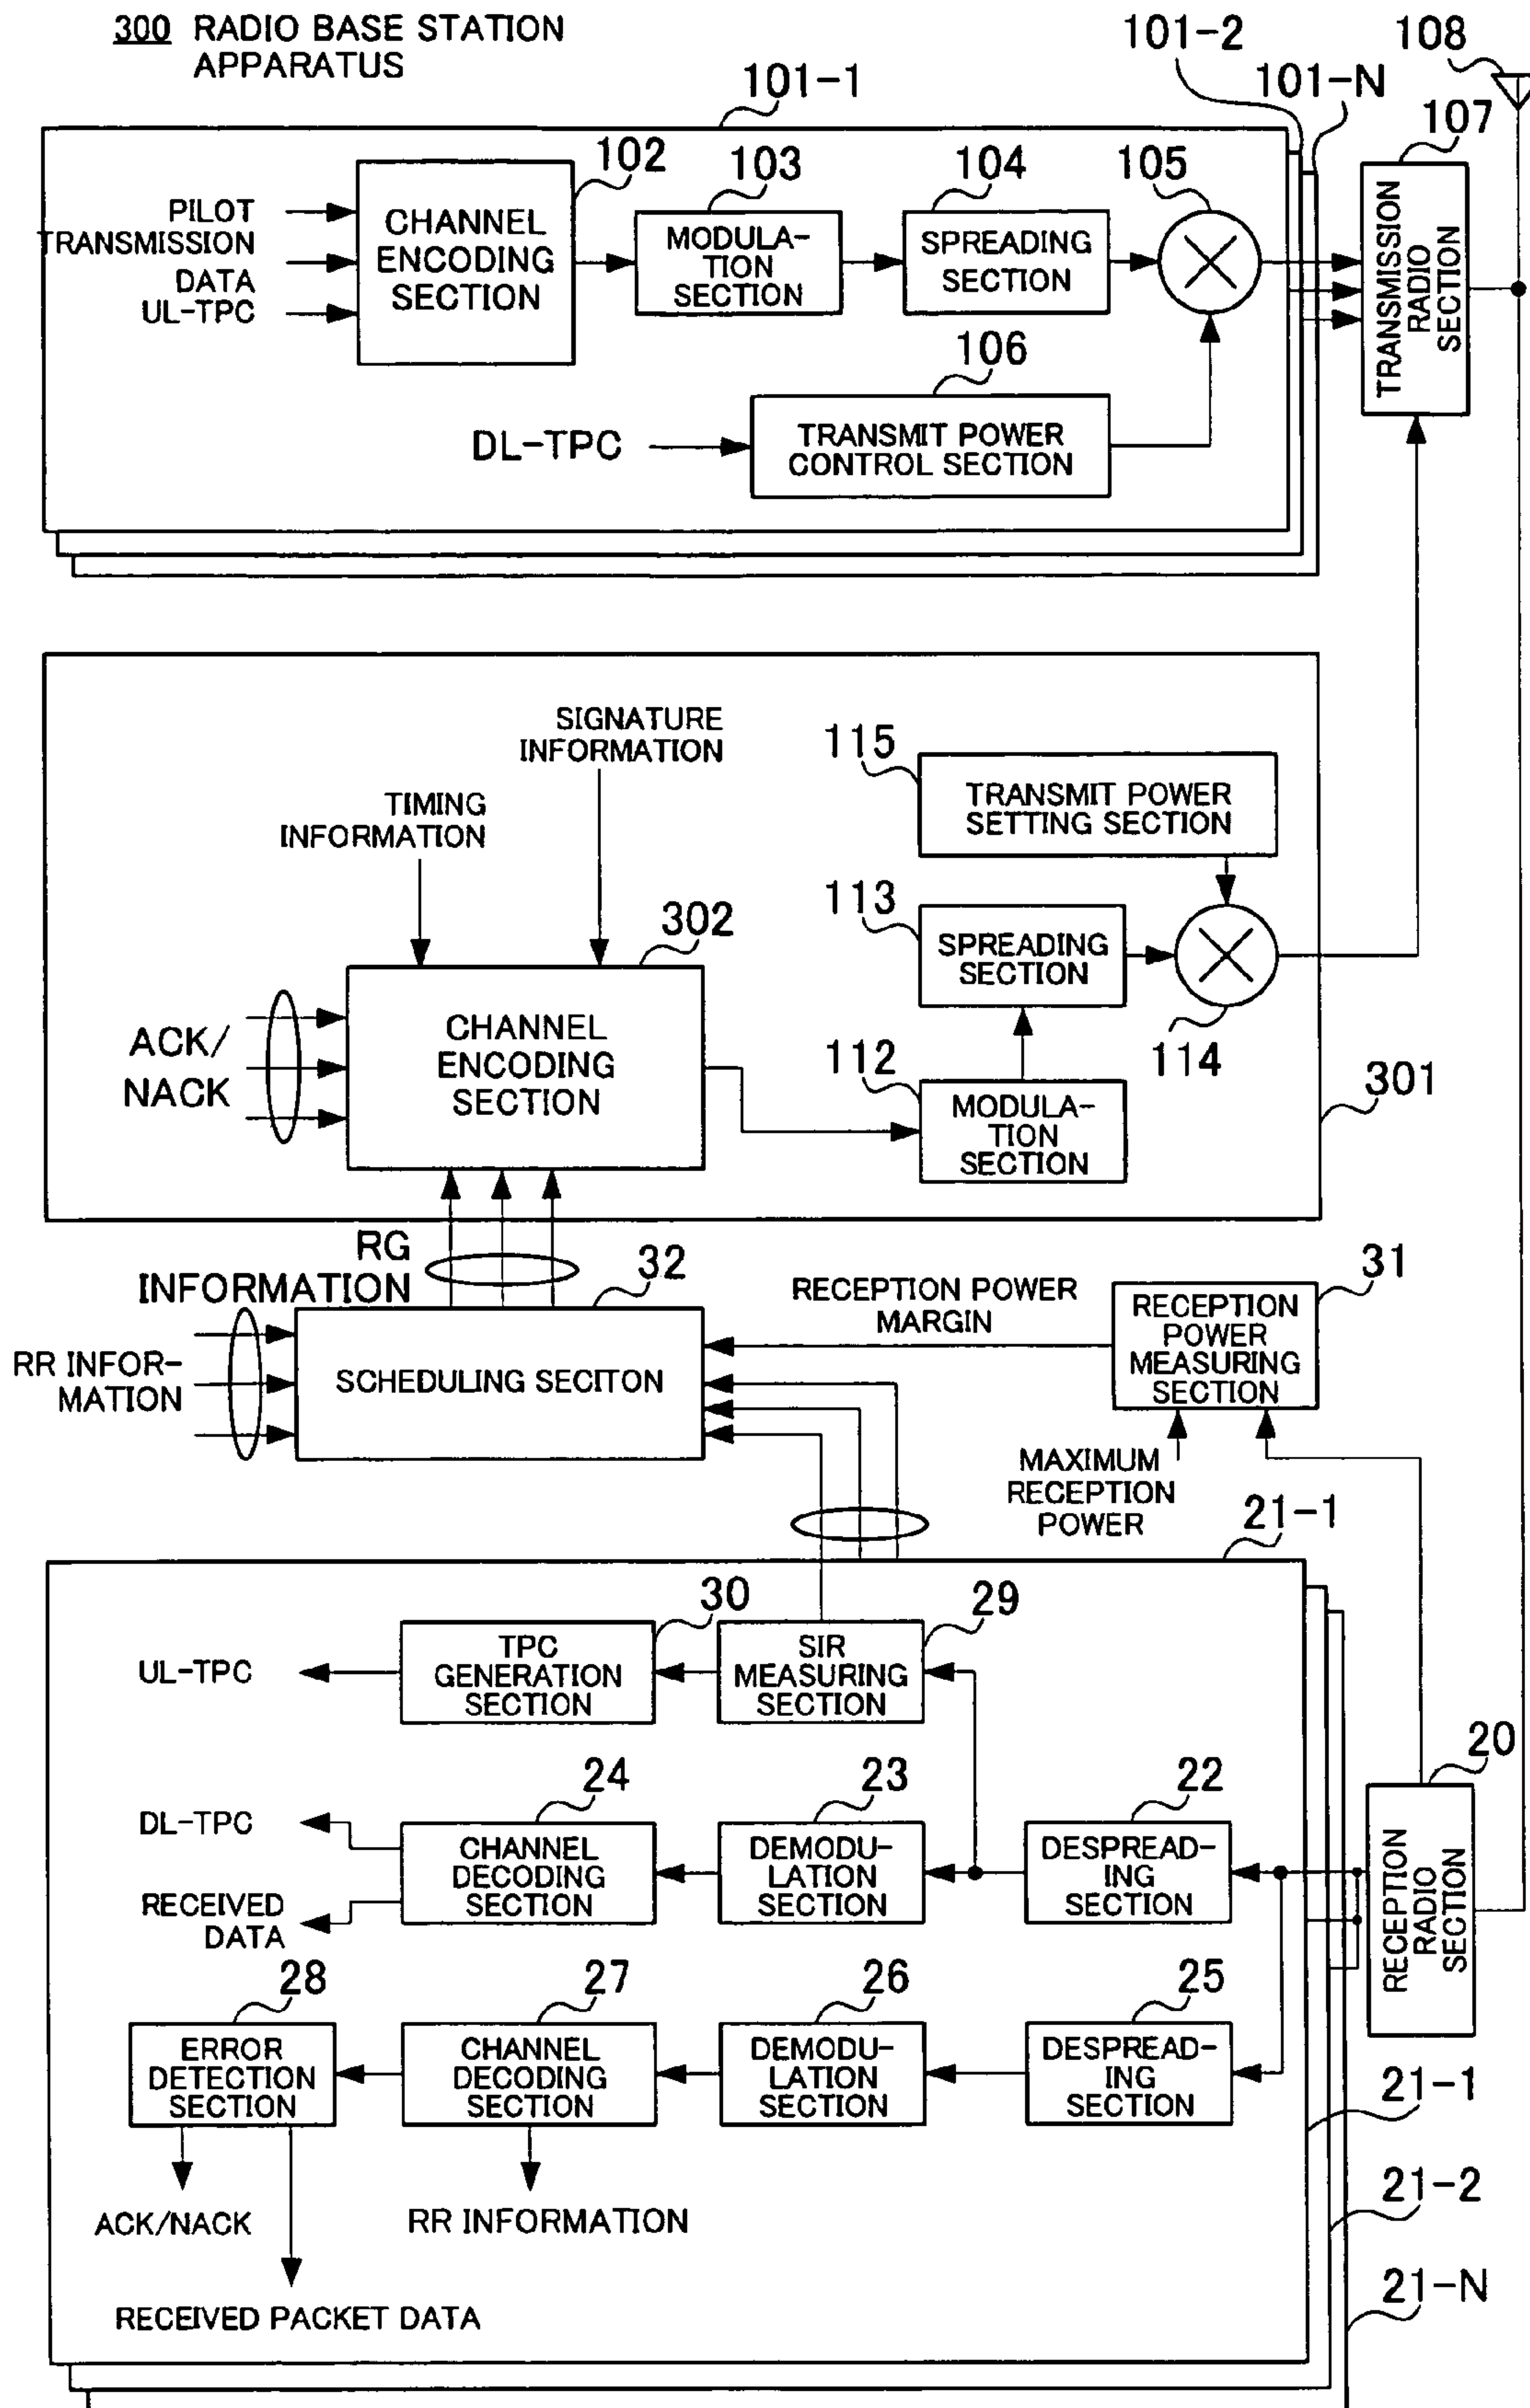 300 RADIO BASE STATION
APPARATUS
101-1
101-2
101-N
108
107
102
103
104
105
PILOT
TRANSMISSION
DATA
UL-TPC
CHANNEL
ENCODING
SECTION
MODULA-
TION
SECTION
SPREADING
SECTION
TRANSMISSION
RADIO
SECTION
106
DL-TPC
TRANSMIT POWER
CONTROL SECTION
SIGNATURE
INFORMATION
TIMING
INFORMATION
115
TRANSMIT POWER
SETTING SECTION
302
113
SPREADING
SECTION
114
ACK/
NACK
CHANNEL
ENCODING
SECTION
112
MODULA-
TION
SECTION
301
RG
INFORMATION
32
RECEPTION POWER
MARGIN
31
RECEPTION
POWER
MEASURING
SECTION
RR INFOR-
MATION
SCHEDULING SECITON
MAXIMUM
RECEPTION
POWER
21-1
30
29
UL-TPC
TPC
GENERATION
SECTION
SIR
MEASURING
SECTION
20
24
23
22
DL-TPC
RECEIVED
DATA
CHANNEL
DECODING
SECTION
DEMODU-
LATION
SECTION
DESPREAD-
ING
SECTION
RECEPTION
RADIO
SECTION
28
27
26
25
ERROR
DETECTION
SECTION
CHANNEL
DECODING
SECTION
DEMODU-
LATION
SECTION
DESPREAD-
ING
SECTION
21-1
21-2
21-N
ACK/NACK
RR INFORMATION
RECEIVED PACKET DATA